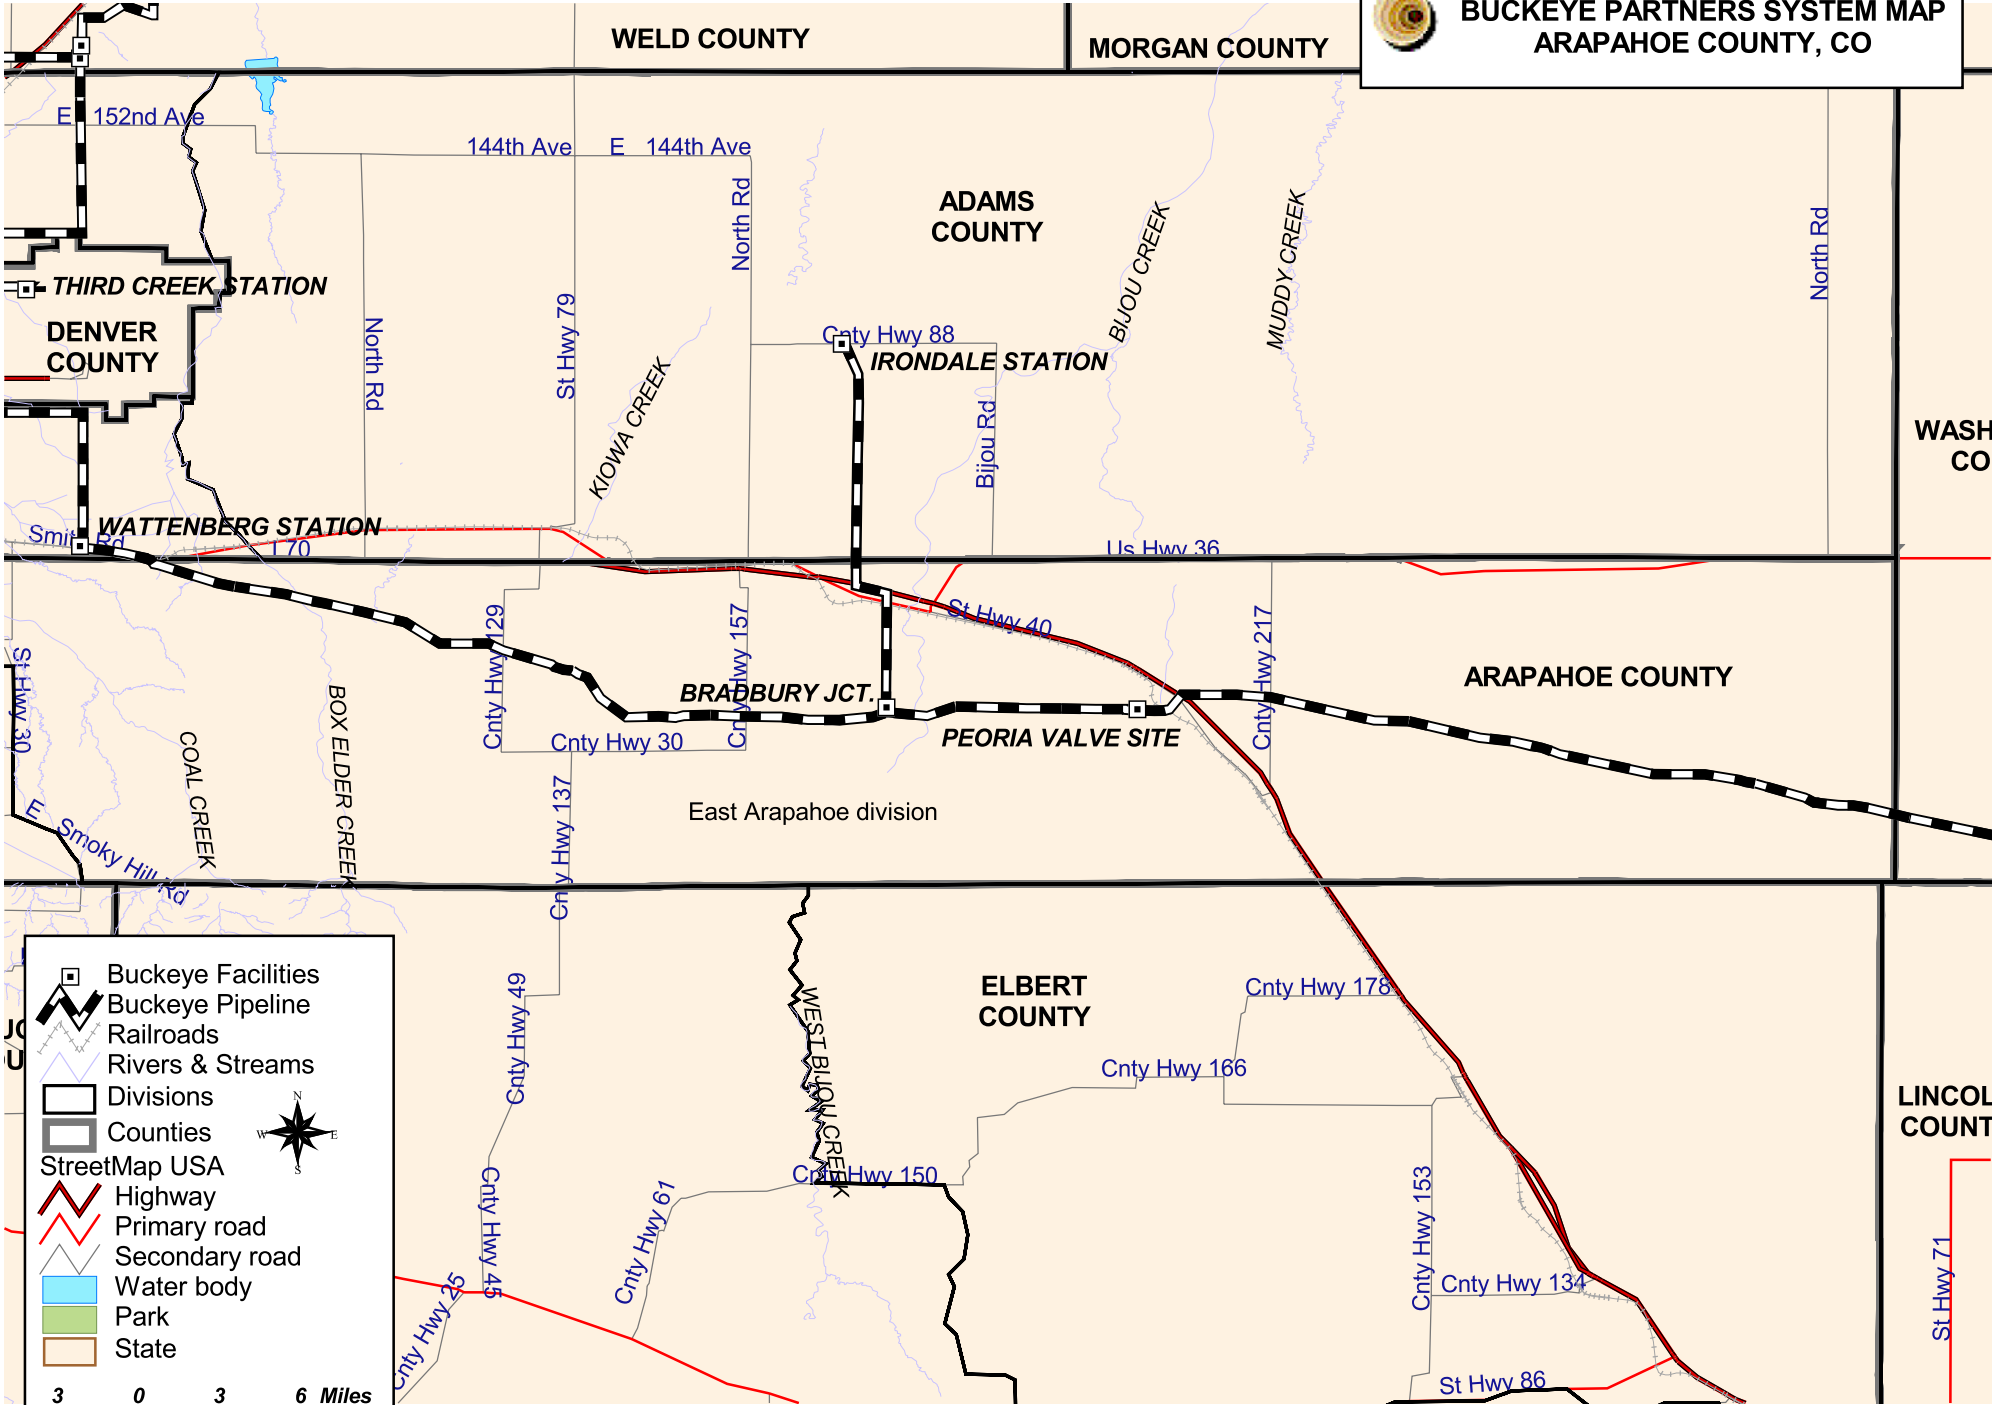 BUCKEYE PARTNERS SYSTEM MAP
ARAPAHOE COUNTY, CO
WELD COUNTY
MORGAN COUNTY
E 152nd Ave
144th Ave
E 144th Ave
North Rd
ADAMS
COUNTY
BIJOU CREEK
MUDDY CREEK
North Rd
THIRD CREEK STATION
DENVER
COUNTY
North Rd
St Hwy 79
KIOWA CREEK
Cnty Hwy 88
IRONDALE STATION
Bijou Rd
WASH
CO
WATTENBERG STATION
Smith Rd
I 70
Us Hwy 36
St Hwy 30
Cnty Hwy 129
Cnty Hwy 157
St Hwy 40
Cnty Hwy 217
ARAPAHOE COUNTY
BRADBURY JCT.
PEORIA VALVE SITE
Cnty Hwy 30
COAL CREEK
BOX ELDER CREEK
Cnty Hwy 137
East Arapahoe division
E Smoky Hill Rd
Cnty Hwy 49
WEST BIJOU CREEK
ELBERT
COUNTY
Cnty Hwy 178
Cnty Hwy 166
Cnty Hwy 150
Cnty Hwy 61
Cnty Hwy 45
Cnty Hwy 25
Cnty Hwy 153
Cnty Hwy 134
St Hwy 86
St Hwy 71
LINCOL
COUNT
Buckeye Facilities
Buckeye Pipeline
Railroads
Rivers & Streams
Divisions
Counties
N
W E
S
StreetMap USA
Highway
Primary road
Secondary road
Water body
Park
State
3 0 3 6 Miles